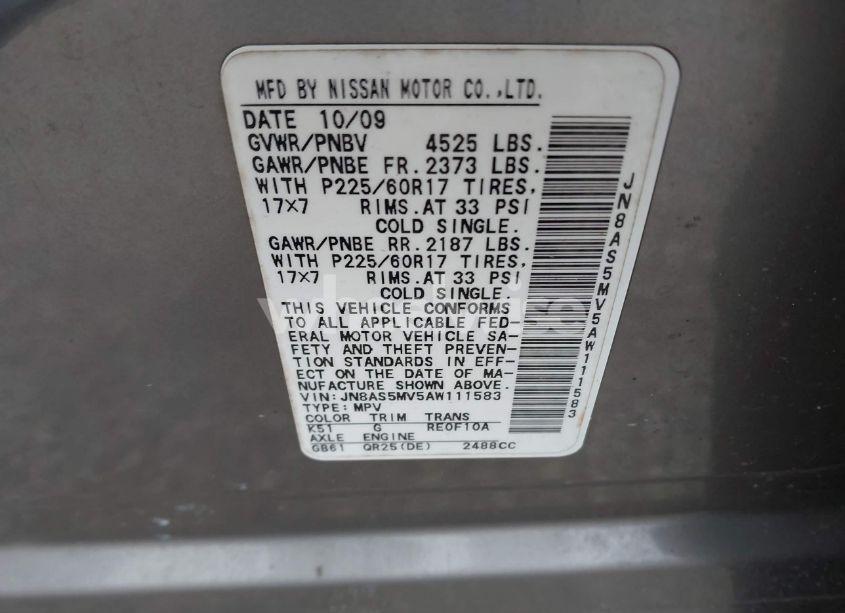 MFD BY NISSAN MOTOR CO.,LTD.
DATE 10/09
GVWR/PNBV 4525 LBS.
GAWR/PNBE FR. 2373 LBS.
WITH P225/60R17 TIRES,
17×7 RIMS.AT 33 PSI
COLD SINGLE.
GAWR/PNBE RR. 2187 LBS.
WITH P225/60R17 TIRES,
17×7 RIMS.AT 33 PSI
COLD SINGLE.
THIS VEHICLE CONFORMS
TO ALL APPLICABLE FED-
ERAL MOTOR VEHICLE SA-
FETY AND THEFT PREVEN-
TION STANDARDS IN EFF-
ECT ON THE DATE OF MA-
NUFACTURE SHOWN ABOVE.
VIN:JN8AS5MV5AW111583
TYPE:MPV
COLOR TRIM TRANS
K51 G RE0F10A
AXLE ENGINE
GB61 QR25(DE) 2488CC
JN8AS5MV5AW111583